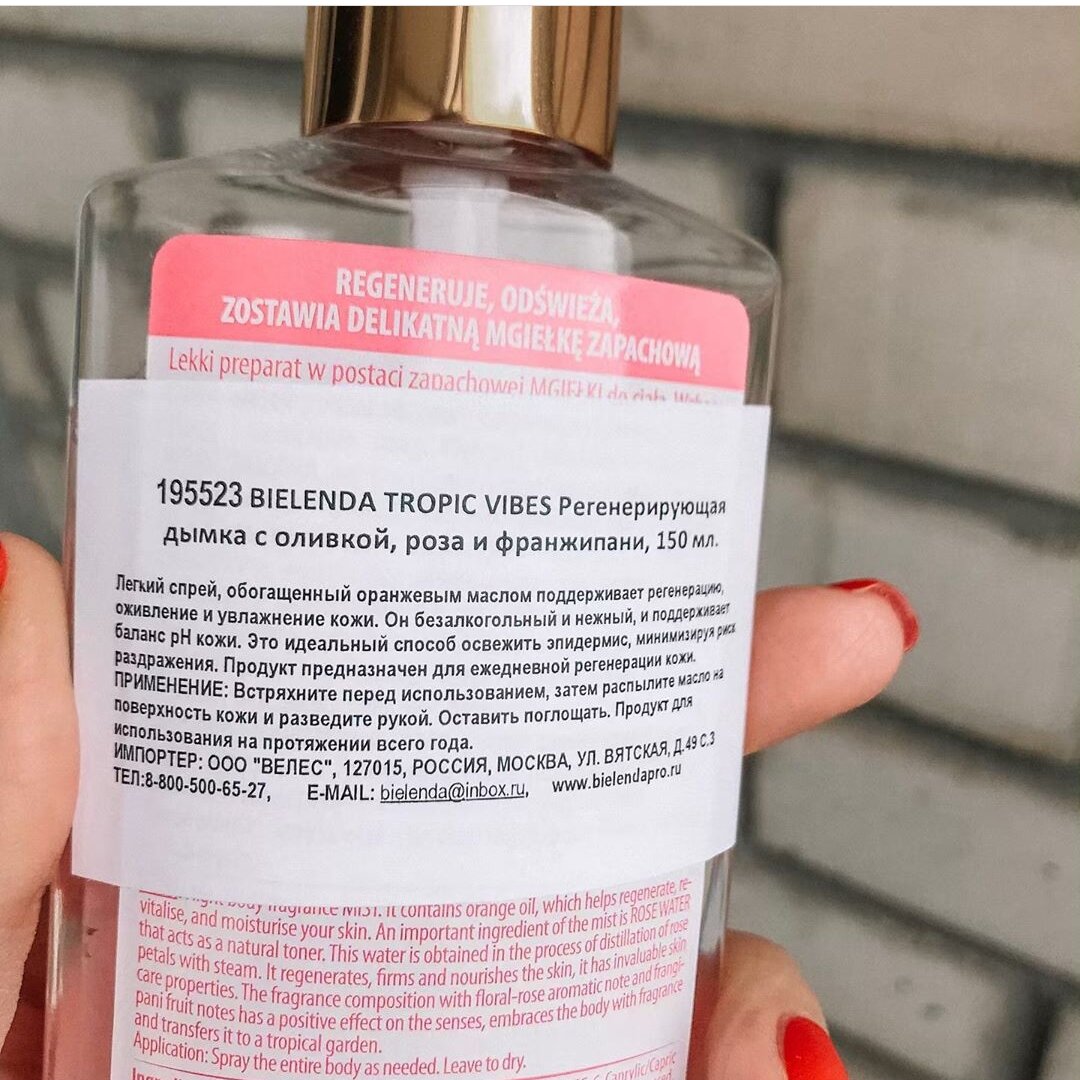 REGENERUJE, ODŚWIEŻA,
ZOSTAWIA DELIKATNĄ MGIEŁKĘ ZAPACHOWĄ
Lekki preparat w postaci zapachowej MGIEŁKI do ciała.
195523 BIELENDA TROPIC VIBES Регенерирующая
дымка с оливкой, роза и франжипани, 150 мл.
Легкий спрей, обогащенный оранжевым маслом поддерживает регенерацию,
оживление и увлажнение кожи. Он безалкогольный и нежный, и поддерживает
баланс pH кожи. Это идеальный способ освежить эпидермис, минимизируя риск
раздражения. Продукт предназначен для ежедневной регенерации кожи.
ПРИМЕНЕНИЕ: Встряхните перед использованием, затем распылите масло на
поверхность кожи и разведите рукой. Оставить поглощать. Продукт для
использования на протяжении всего года.
ИМПОРТЕР: ООО "ВЕЛЕС", 127015, РОССИЯ, МОСКВА, УЛ. ВЯТСКАЯ, Д.49 С.3
ТЕЛ:8-800-500-65-27, E-MAIL: bielenda@inbox.ru, www.bielendapro.ru
body fragrance MIST. It contains orange oil, which helps regenerate, re-
vitalise, and moisturise your skin. An important ingredient of the mist is ROSE WATER
that acts as a natural toner. This water is obtained in the process of distillation of rose
petals with steam. It regenerates, firms and nourishes the skin, it has invaluable skin
care properties. The fragrance composition with floral-rose aromatic note and frangi-
pani fruit notes has a positive effect on the senses, embraces the body with fragrance
and transfers it to a tropical garden.
Application: Spray the entire body as needed. Leave to dry.
Caprylic/Capric